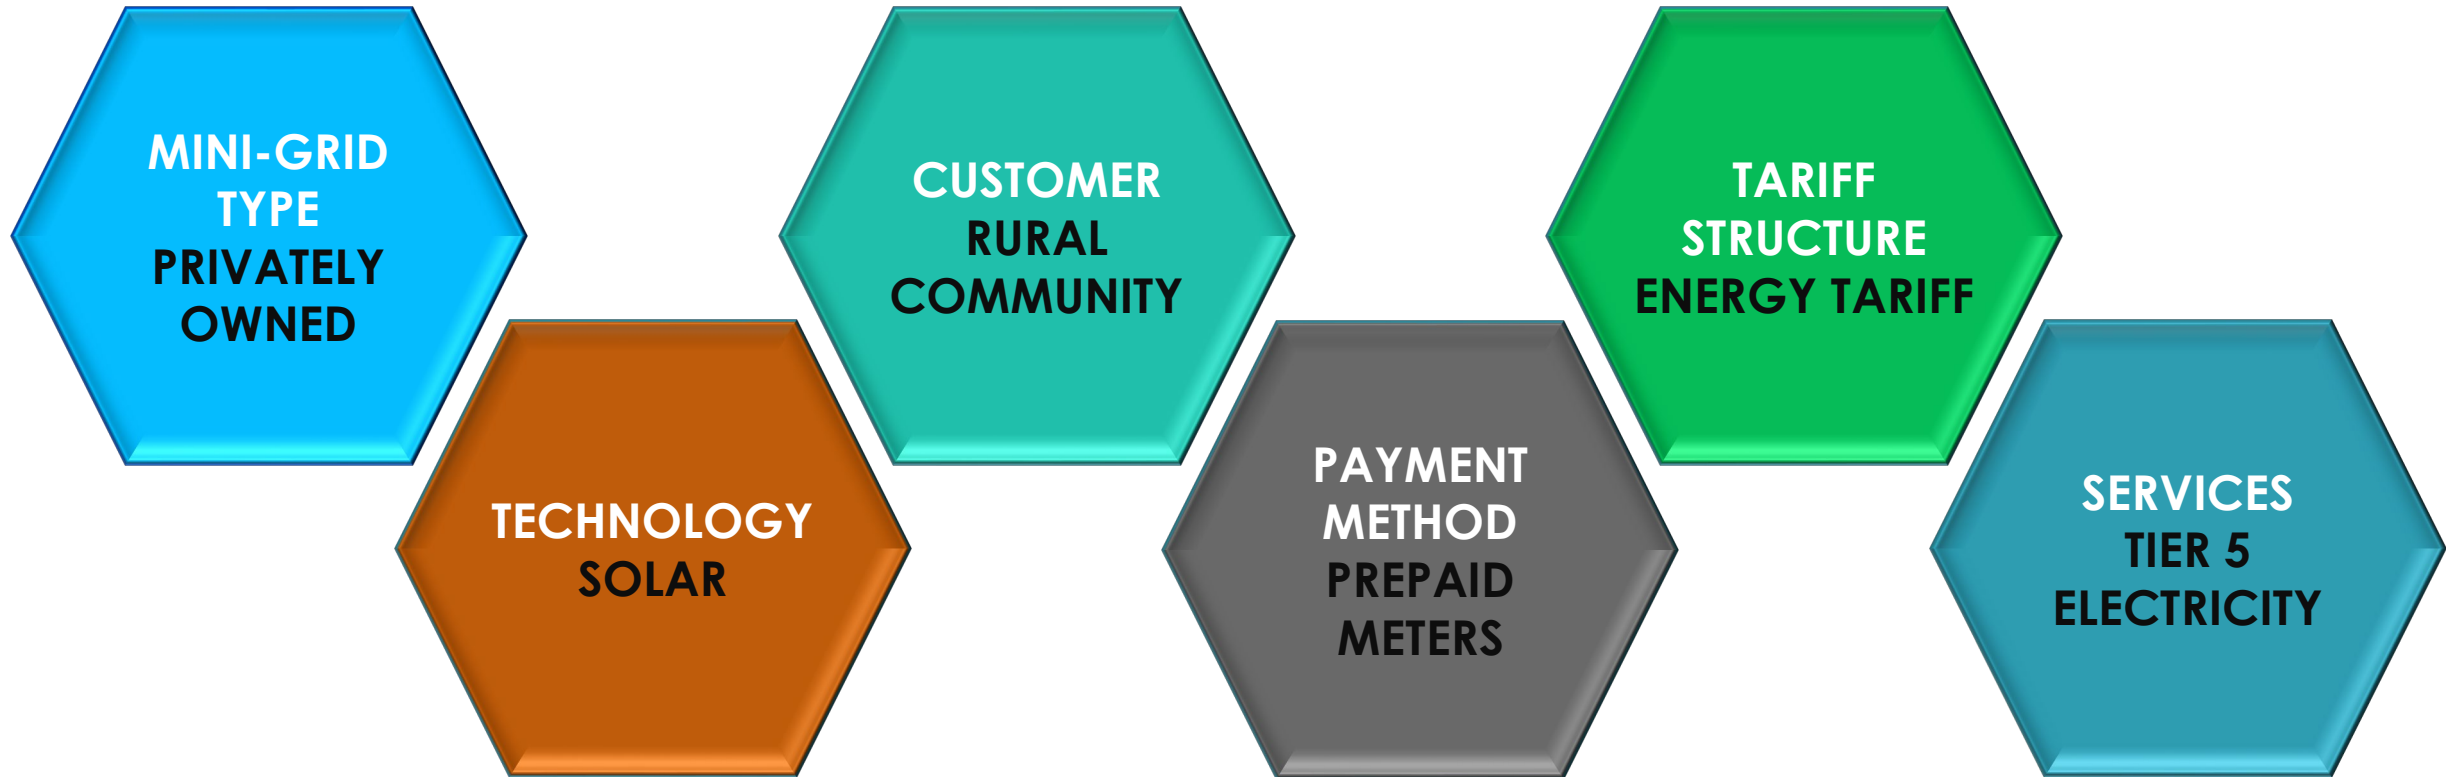 MINI-GRID
TYPE
PRIVATELY
OWNED
TECHNOLOGY
SOLAR
CUSTOMER
RURAL
COMMUNITY
PAYMENT
METHOD
PREPAID
METERS
TARIFF
STRUCTURE
ENERGY TARIFF
SERVICES
TIER 5
ELECTRICITY